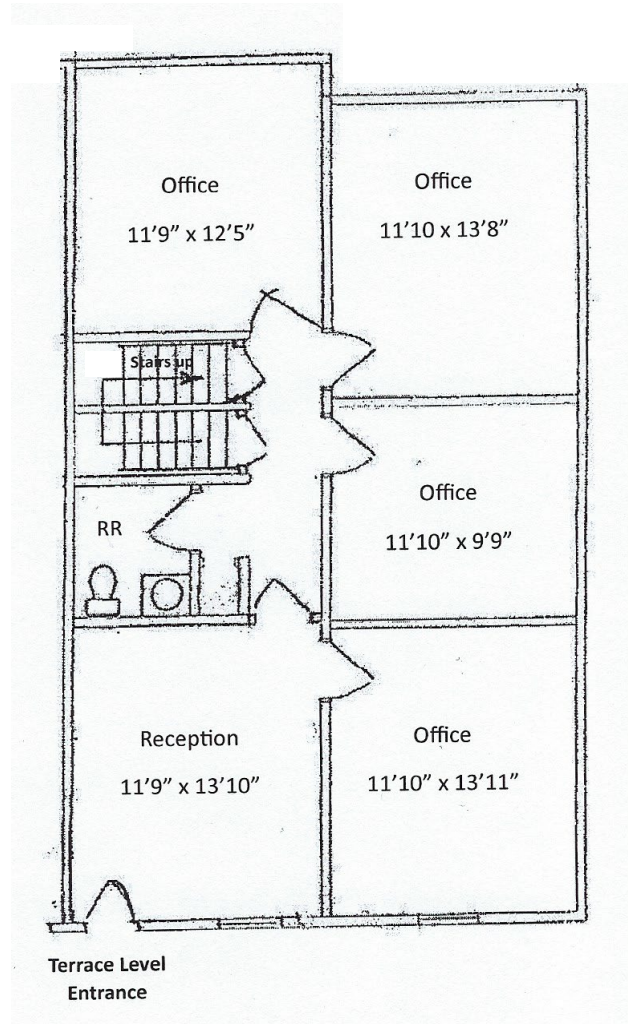 Office
11'9” x 12'5”
Office
11'10 x 13'8”
Stairs up
Office
11'10” x 9'9”
RR
Reception
11'9” x 13'10”
Office
11'10” x 13'11”
Terrace Level
Entrance